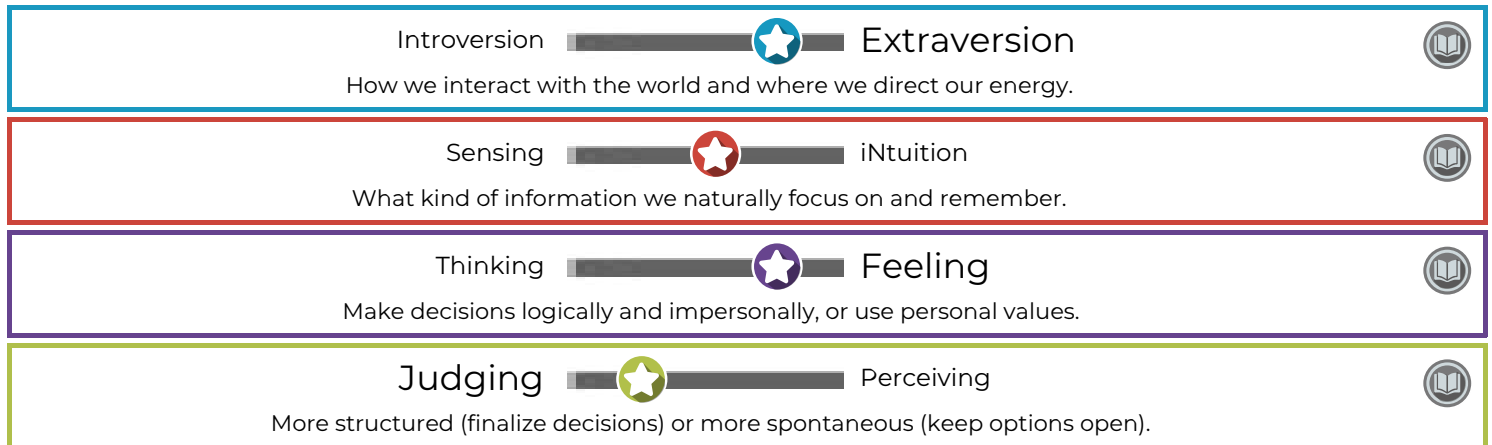 Introversion Extraversion
How we interact with the world and where we direct our energy.
Sensing iNtuition
What kind of information we naturally focus on and remember.
Thinking Feeling
Make decisions logically and impersonally, or use personal values.
Judging Perceiving
More structured (finalize decisions) or more spontaneous (keep options open).